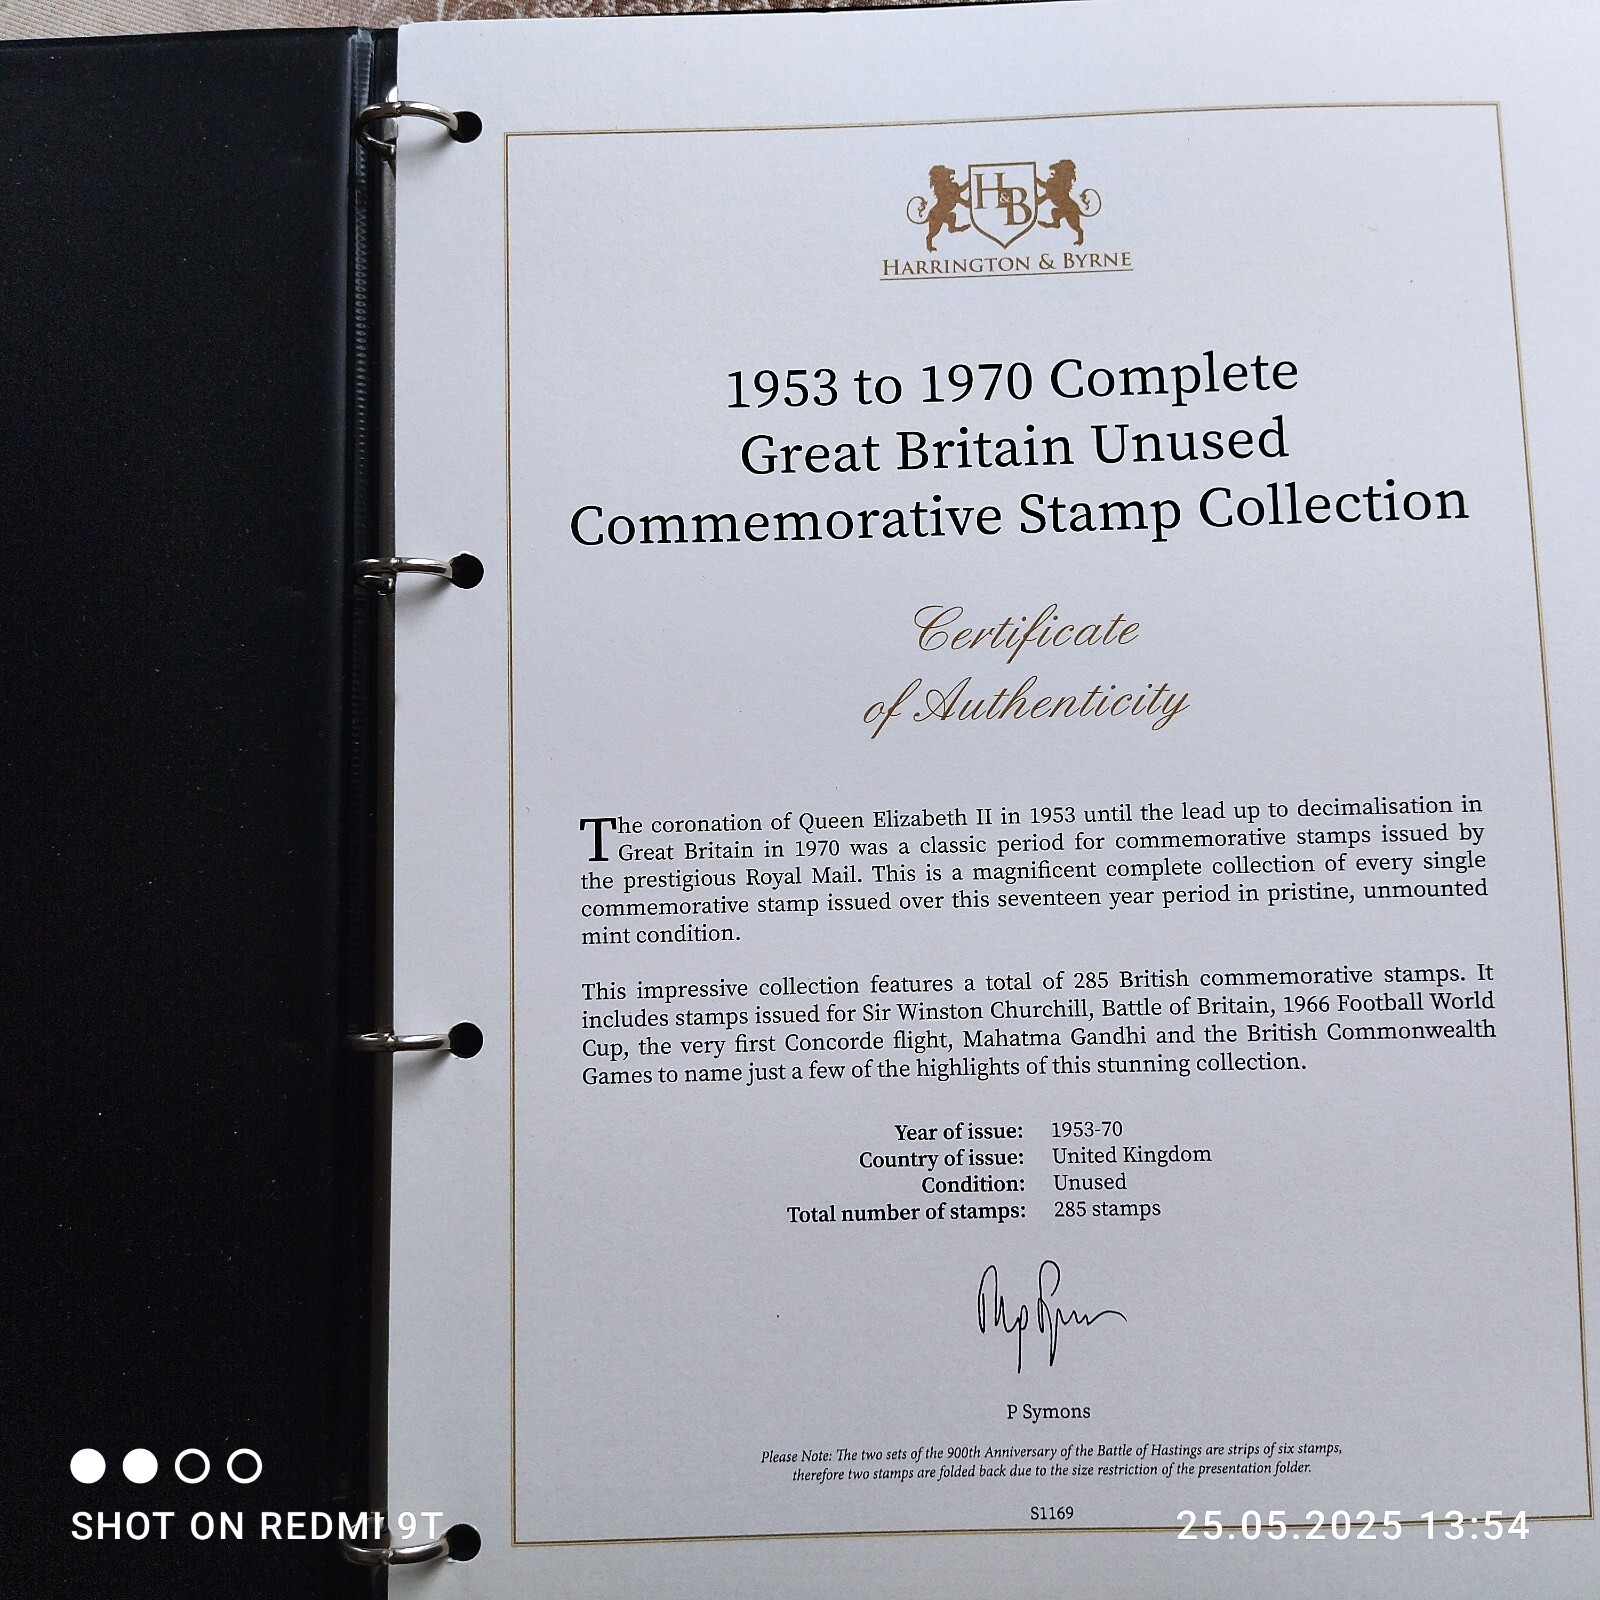 H&B
HARRINGTON & BYRNE
1953 to 1970 Complete
Great Britain Unused
Commemorative Stamp Collection
Certificate
of Authenticity
The coronation of Queen Elizabeth II in 1953 until the lead up to decimalisation in
Great Britain in 1970 was a classic period for commemorative stamps issued by
the prestigious Royal Mail. This is a magnificent complete collection of every single
commemorative stamp issued over this seventeen year period in pristine, unmounted
mint condition.
This impressive collection features a total of 285 British commemorative stamps. It
includes stamps issued for Sir Winston Churchill, Battle of Britain, 1966 Football World
Cup, the very first Concorde flight, Mahatma Gandhi and the British Commonwealth
Games to name just a few of the highlights of this stunning collection.
Year of issue: 1953-70
Country of issue: United Kingdom
Condition: Unused
Total number of stamps: 285 stamps
P Symons
Please Note: The two sets of the 900th Anniversary of the Battle of Hastings are strips of six stamps,
therefore two stamps are folded back due to the size restriction of the presentation folder.
S1169
SHOT ON REDMI 9T
25.05.2025 13:54